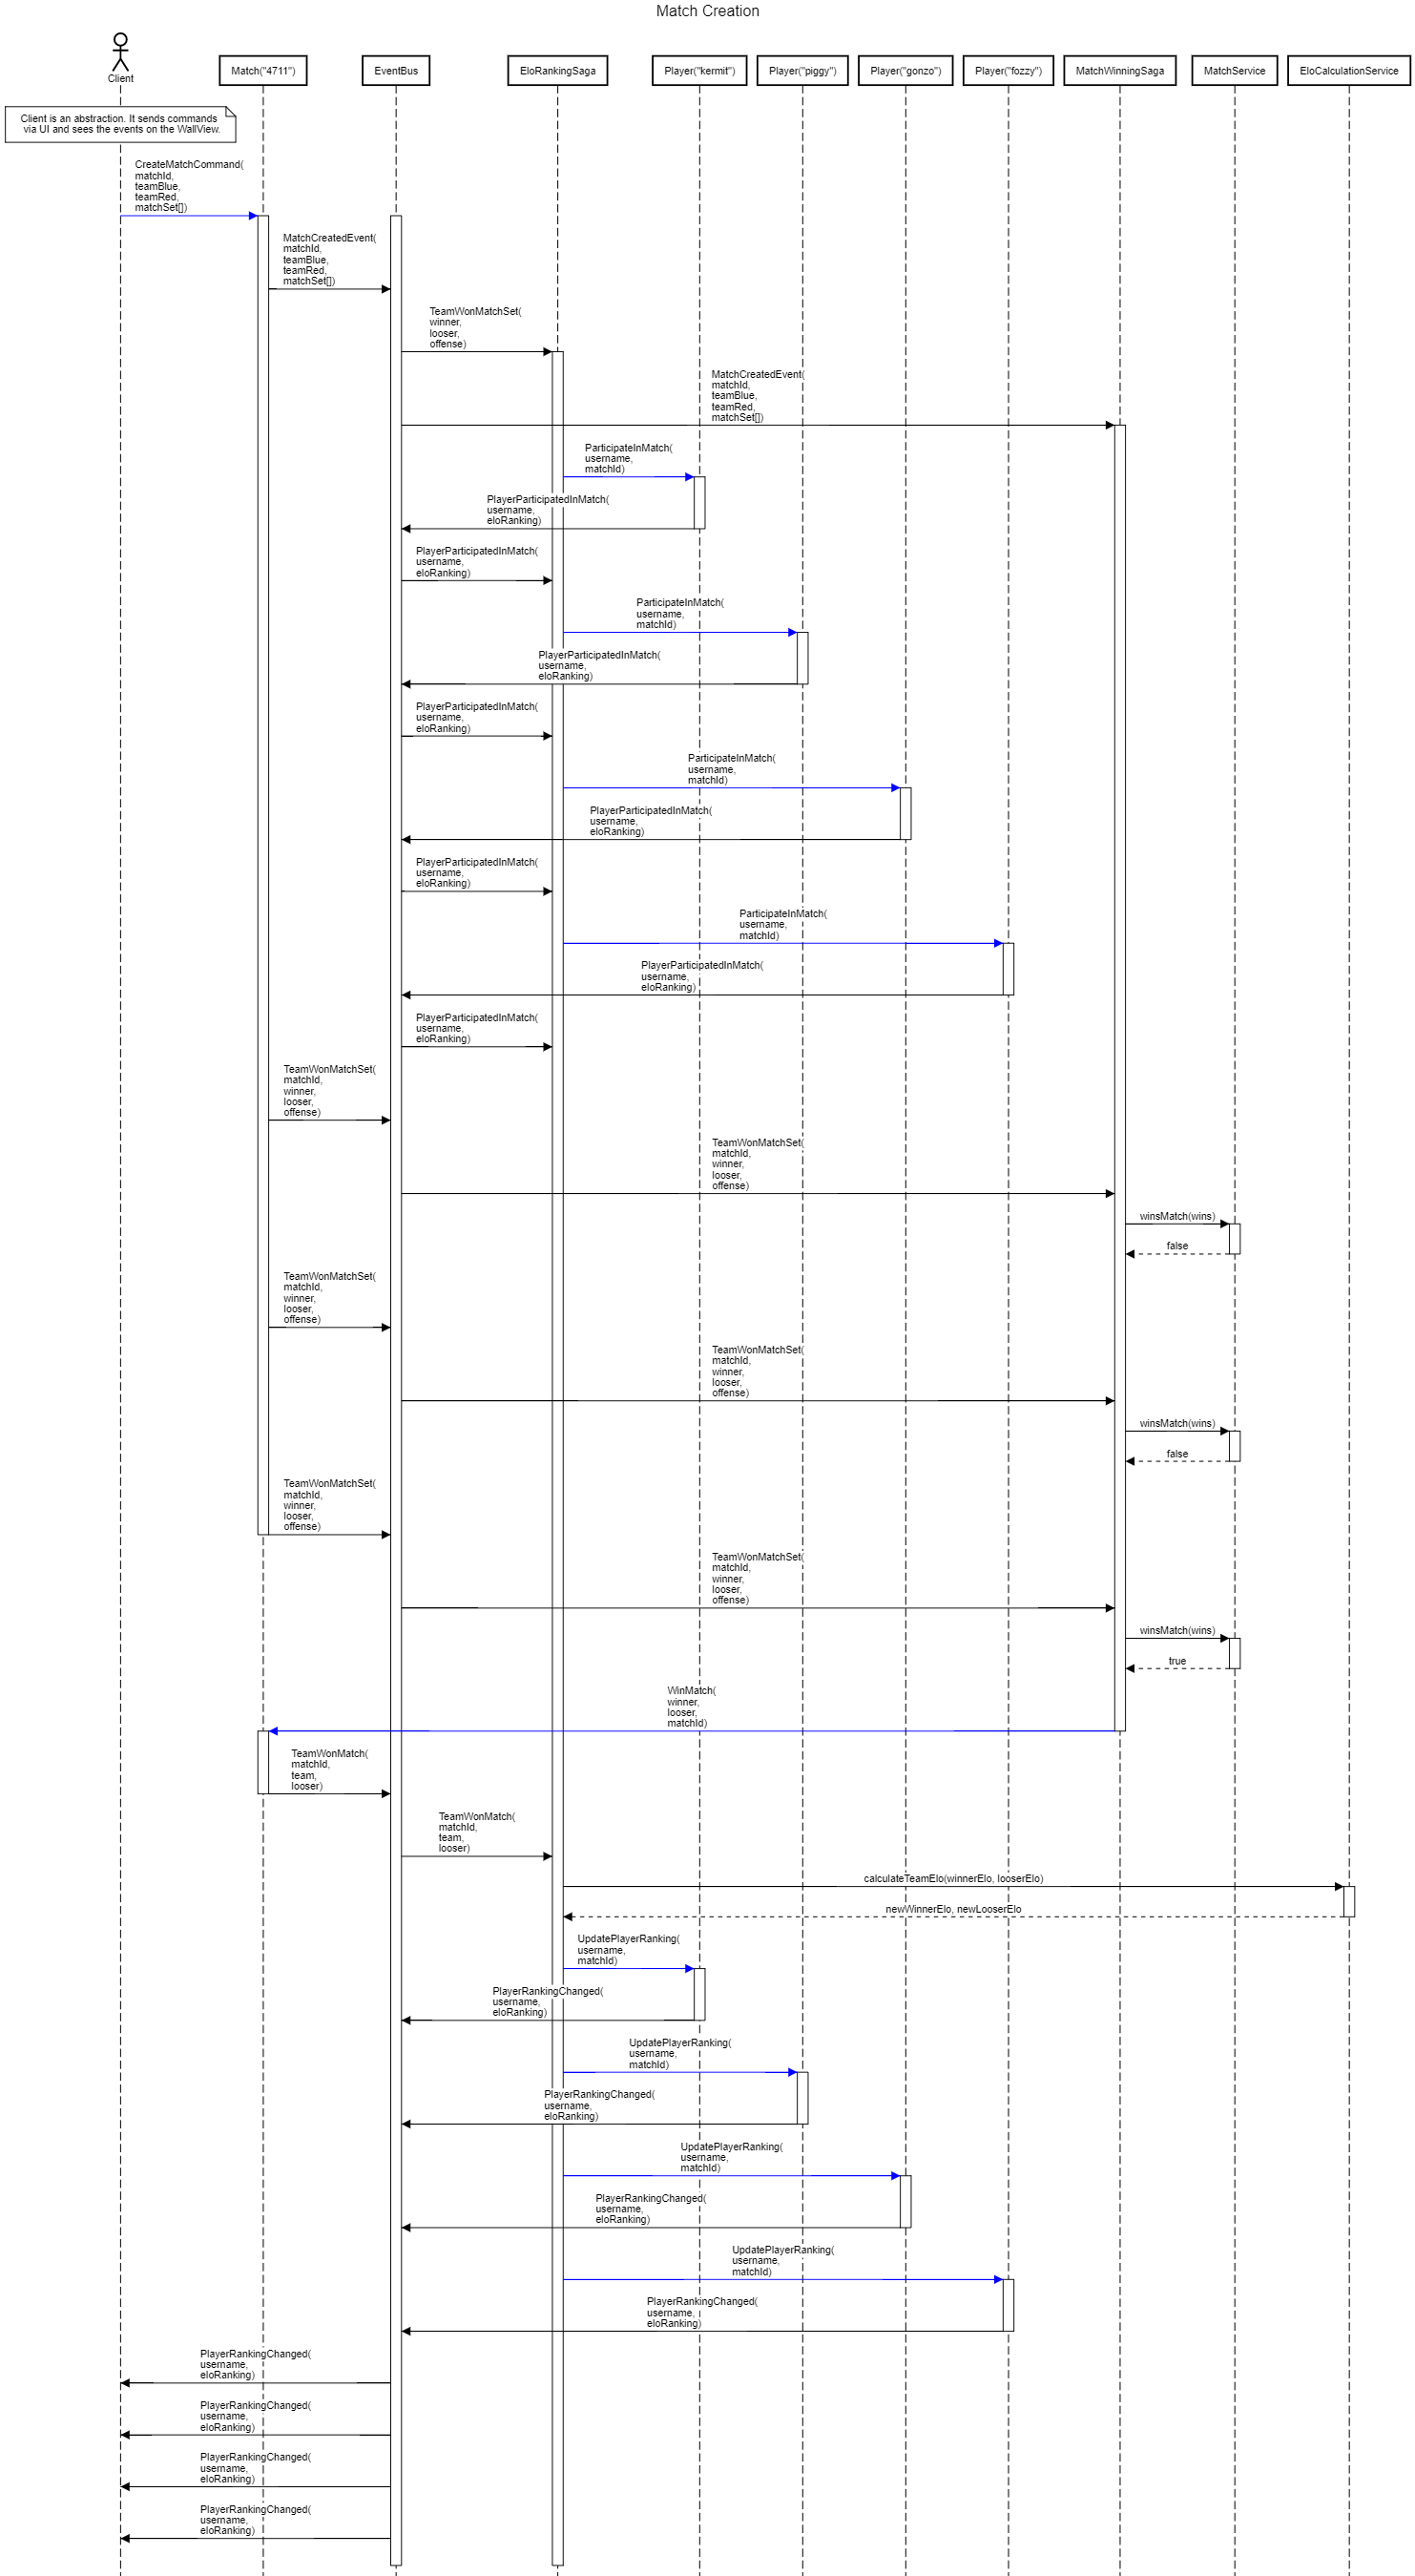 Match Creation
Client
Match("4711")
EventBus
EloRankingSaga
Player("kermit")
Player("piggy")
Player("gonzo")
Player("fozzy")
MatchWinningSaga
MatchService
EloCalculationService
Client is an abstraction. It sends commands
via UI and sees the events on the WallView.
CreateMatchCommand(
matchId,
teamBlue,
teamRed,
matchSet[])
MatchCreatedEvent(
matchId,
teamBlue,
teamRed,
matchSet[])
TeamWonMatchSet(
winner,
looser,
offense)
MatchCreatedEvent(
matchId,
teamBlue,
teamRed,
matchSet[])
ParticipateInMatch(
username,
matchId)
PlayerParticipatedInMatch(
username,
eloRanking)
PlayerParticipatedInMatch(
username,
eloRanking)
ParticipateInMatch(
username,
matchId)
PlayerParticipatedInMatch(
username,
eloRanking)
PlayerParticipatedInMatch(
username,
eloRanking)
ParticipateInMatch(
username,
matchId)
PlayerParticipatedInMatch(
username,
eloRanking)
PlayerParticipatedInMatch(
username,
eloRanking)
ParticipateInMatch(
username,
matchId)
PlayerParticipatedInMatch(
username,
eloRanking)
PlayerParticipatedInMatch(
username,
eloRanking)
TeamWonMatchSet(
matchId,
winner,
looser,
offense)
TeamWonMatchSet(
matchId,
winner,
looser,
offense)
winsMatch(wins)
false
TeamWonMatchSet(
matchId,
winner,
looser,
offense)
TeamWonMatchSet(
matchId,
winner,
looser,
offense)
winsMatch(wins)
false
TeamWonMatchSet(
matchId,
winner,
looser,
offense)
TeamWonMatchSet(
matchId,
winner,
looser,
offense)
winsMatch(wins)
true
WinMatch(
winner,
looser,
matchId)
TeamWonMatch(
matchId,
team,
looser)
TeamWonMatch(
matchId,
team,
looser)
calculateTeamElo(winnerElo, looserElo)
newWinnerElo, newLooserElo
UpdatePlayerRanking(
username,
matchId)
PlayerRankingChanged(
username,
eloRanking)
UpdatePlayerRanking(
username,
matchId)
PlayerRankingChanged(
username,
eloRanking)
UpdatePlayerRanking(
username,
matchId)
PlayerRankingChanged(
username,
eloRanking)
UpdatePlayerRanking(
username,
matchId)
PlayerRankingChanged(
username,
eloRanking)
PlayerRankingChanged(
username,
eloRanking)
PlayerRankingChanged(
username,
eloRanking)
PlayerRankingChanged(
username,
eloRanking)
PlayerRankingChanged(
username,
eloRanking)